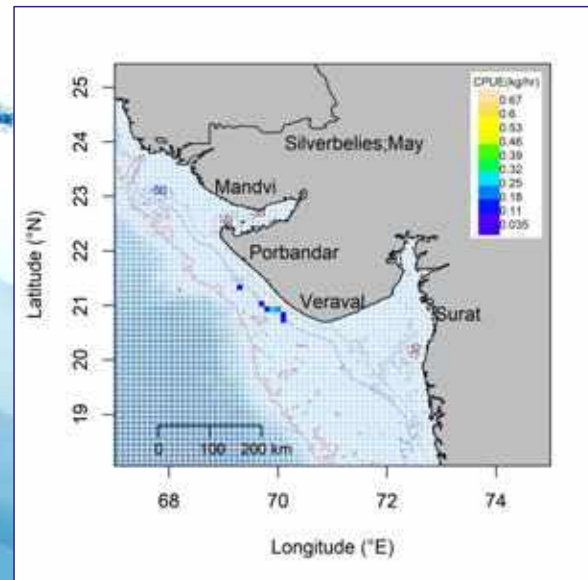 CPUE(kg/hr)
0.67
0.6
0.53
0.46
0.39
0.32
0.25
0.18
0.11
0.035
Silverbelies;May
Mandvi
Porbandar
Veraval
Surat
-50
0 100 200 km
25
24
23
22
21
20
19
Latitude (°N)
68 70 72 74
Longitude (°E)